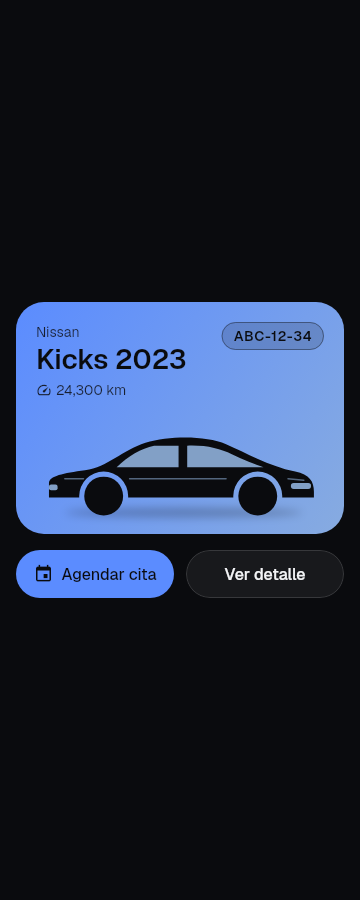 Nissan
ABC-12-34
Kicks 2023
24,300 km
Agendar cita
Ver detalle